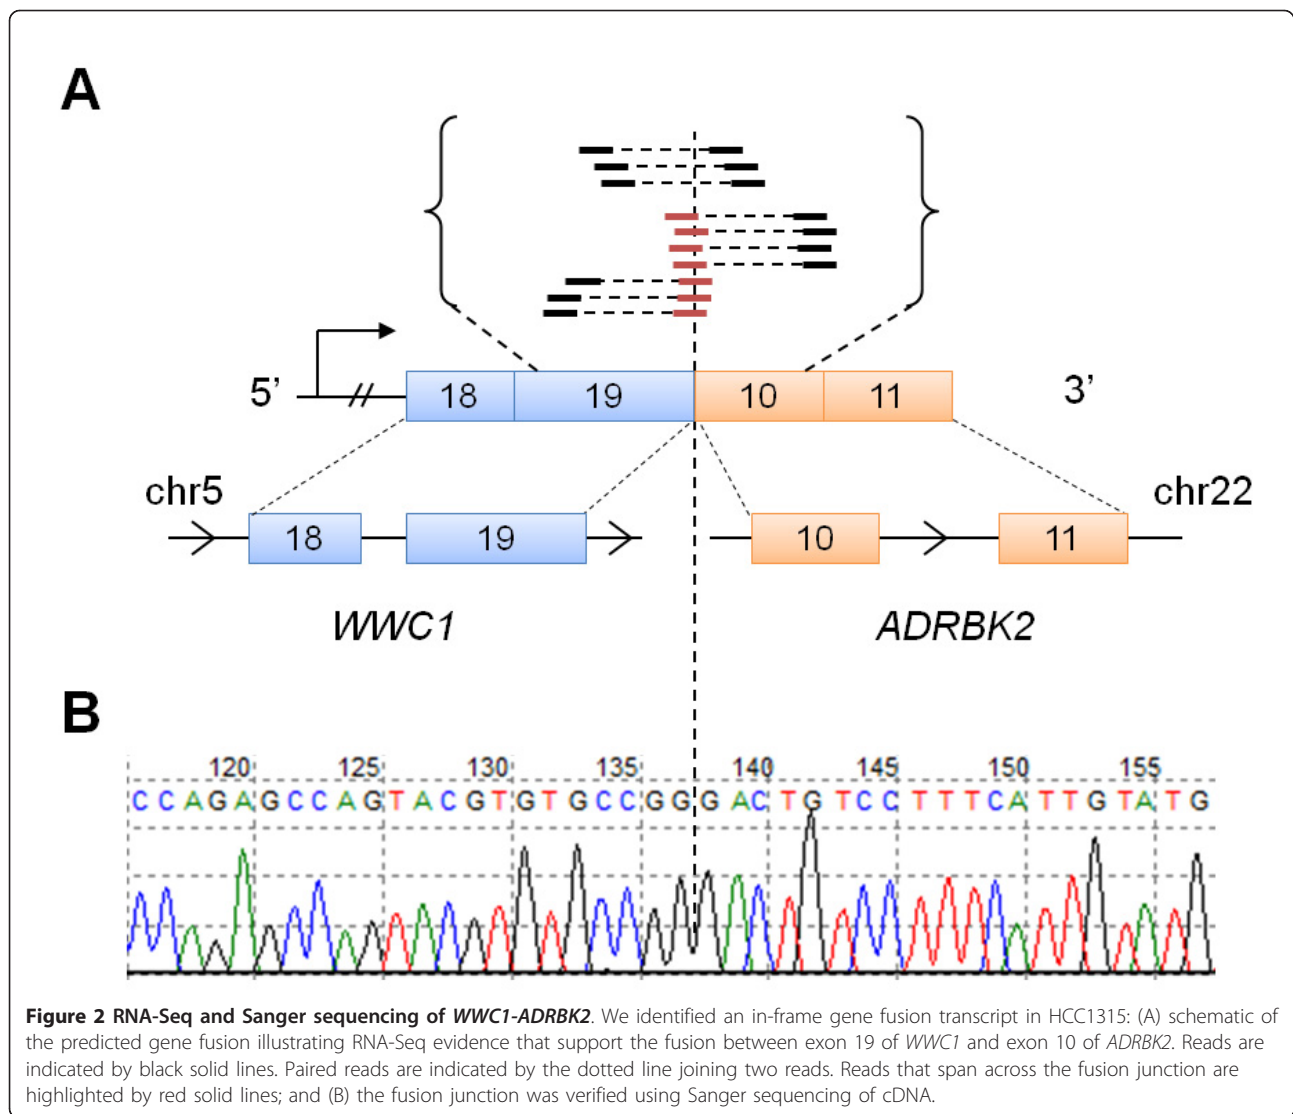 A
5’ 18 19 10 11 3’
chr5 chr22
18 19 10 11
WWC1 ADRBK2
B
120 125 130 135 140 145 150 155
C C A G A G C C A G T A C G T G T G C C G G G A C T G T C C T T T C A T T G T A T G
Figure 2 RNA-Seq and Sanger sequencing of WWC1-ADRBK2. We identified an in-frame gene fusion transcript in HCC1315: (A) schematic of
the predicted gene fusion illustrating RNA-Seq evidence that support the fusion between exon 19 of WWC1 and exon 10 of ADRBK2. Reads are
indicated by black solid lines. Paired reads are indicated by the dotted line joining two reads. Reads that span across the fusion junction are
highlighted by red solid lines; and (B) the fusion junction was verified using Sanger sequencing of cDNA.